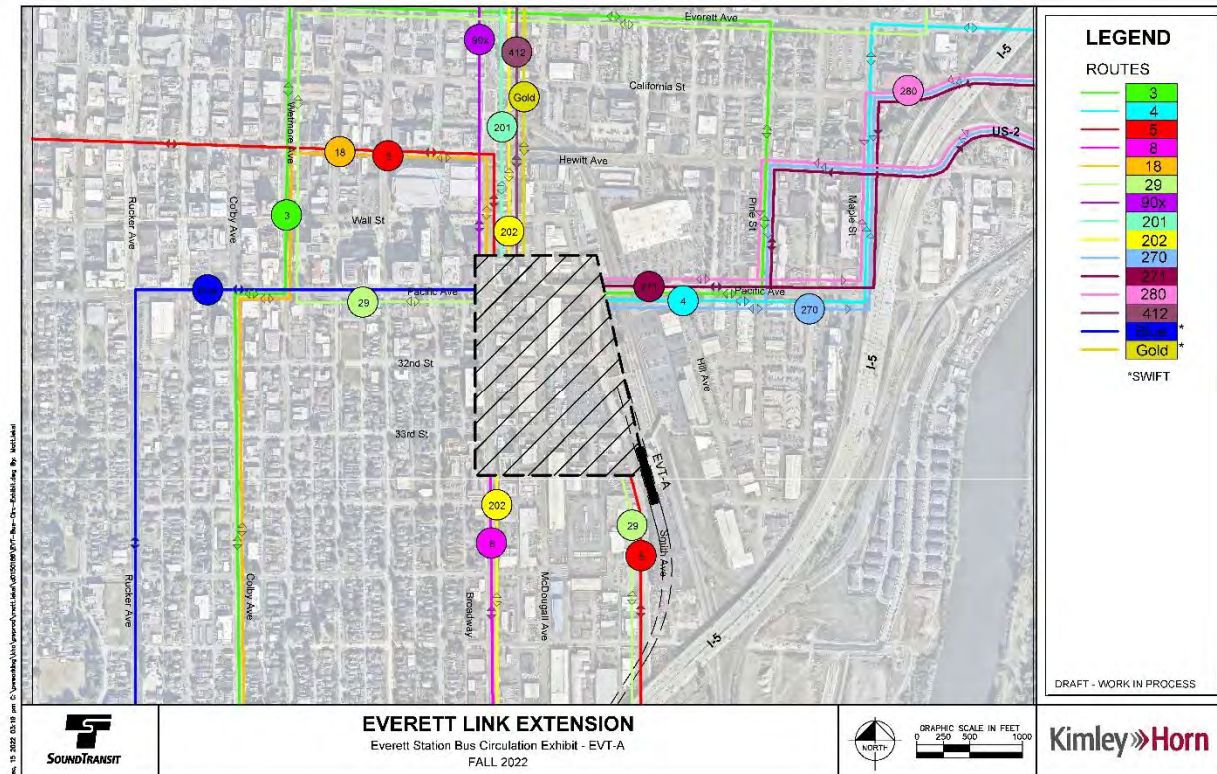 Everett Ave
I-5
90x
412
Gold
California St
280
Wetmore Ave
201
US-2
18
5
Hewitt Ave
Rucker Ave
Colby Ave
3
Wall St
202
Pine St
Maple St
Blue
29
Pacific Ave
271
4
Pacific Ave
270
32nd St
Hill Ave
I-5
33rd St
EVT-A
202
8
29
5
Smith Ave
Rucker Ave
Colby Ave
Broadway
McDougall Ave
I-5
LEGEND
ROUTES
3
4
5
8
18
29
90x
201
202
270
271
280
412
Blue *
Gold *
*SWIFT
DRAFT - WORK IN PROCESS
SOUNDTRANSIT
EVERETT LINK EXTENSION
Everett Station Bus Circulation Exhibit - EVT-A
FALL 2022
NORTH
GRAPHIC SCALE IN FEET
0 250 500 1000
Kimley»Horn